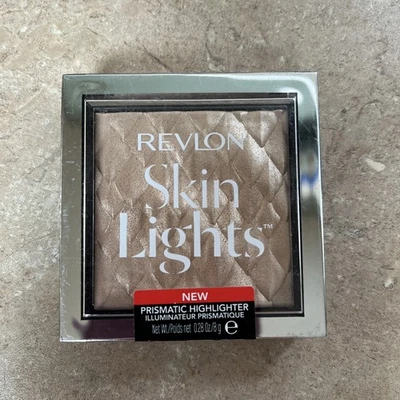 REVLON
Skin
Lights™
NEW
PRISMATIC HIGHLIGHTER
ILLUMINATEUR PRISMATIQUE
Net Wt./Poids net 0.28 Oz/8 g ℮